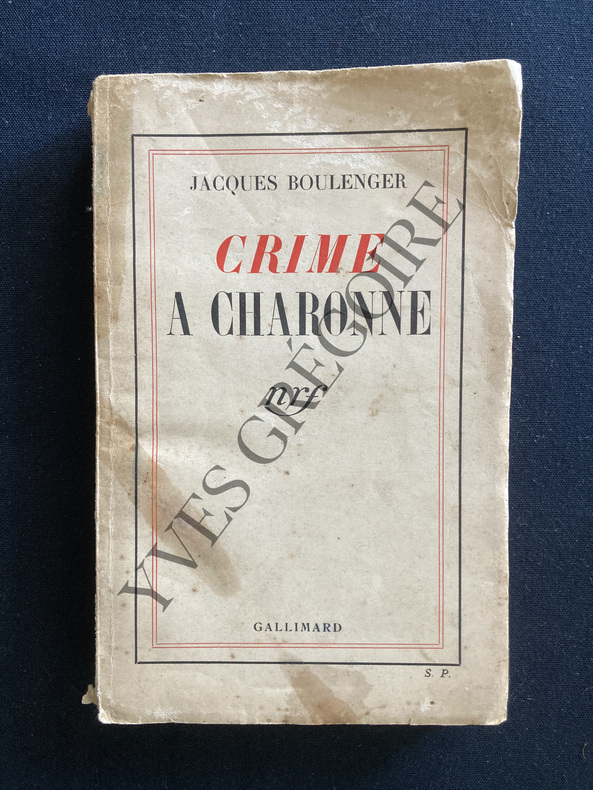 JACQUES BOULENGER
CRIME
A CHARONNE
nrf
YVES GRÉGOIRE
GALLIMARD
S. P.